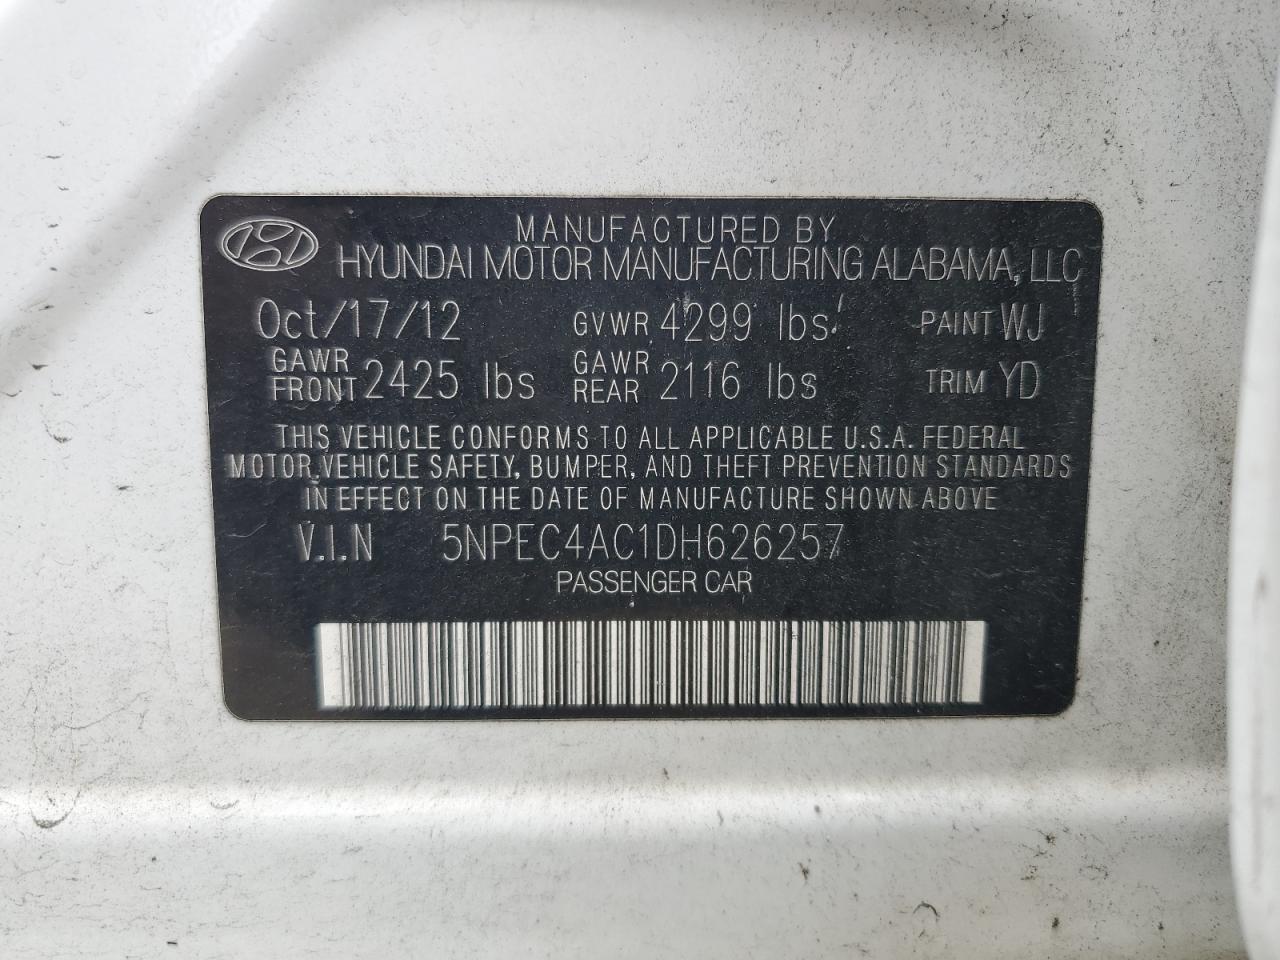 MANUFACTURED BY
HYUNDAI MOTOR MANUFACTURING ALABAMA, LLC
Oct/17/12 GVWR 4299 lbs PAINT WJ
GAWR FRONT 2425 lbs GAWR REAR 2116 lbs TRIM YD
THIS VEHICLE CONFORMS TO ALL APPLICABLE U.S.A. FEDERAL
MOTOR VEHICLE SAFETY, BUMPER, AND THEFT PREVENTION STANDARDS
IN EFFECT ON THE DATE OF MANUFACTURE SHOWN ABOVE
V.I.N 5NPEC4AC1DH626257
PASSENGER CAR